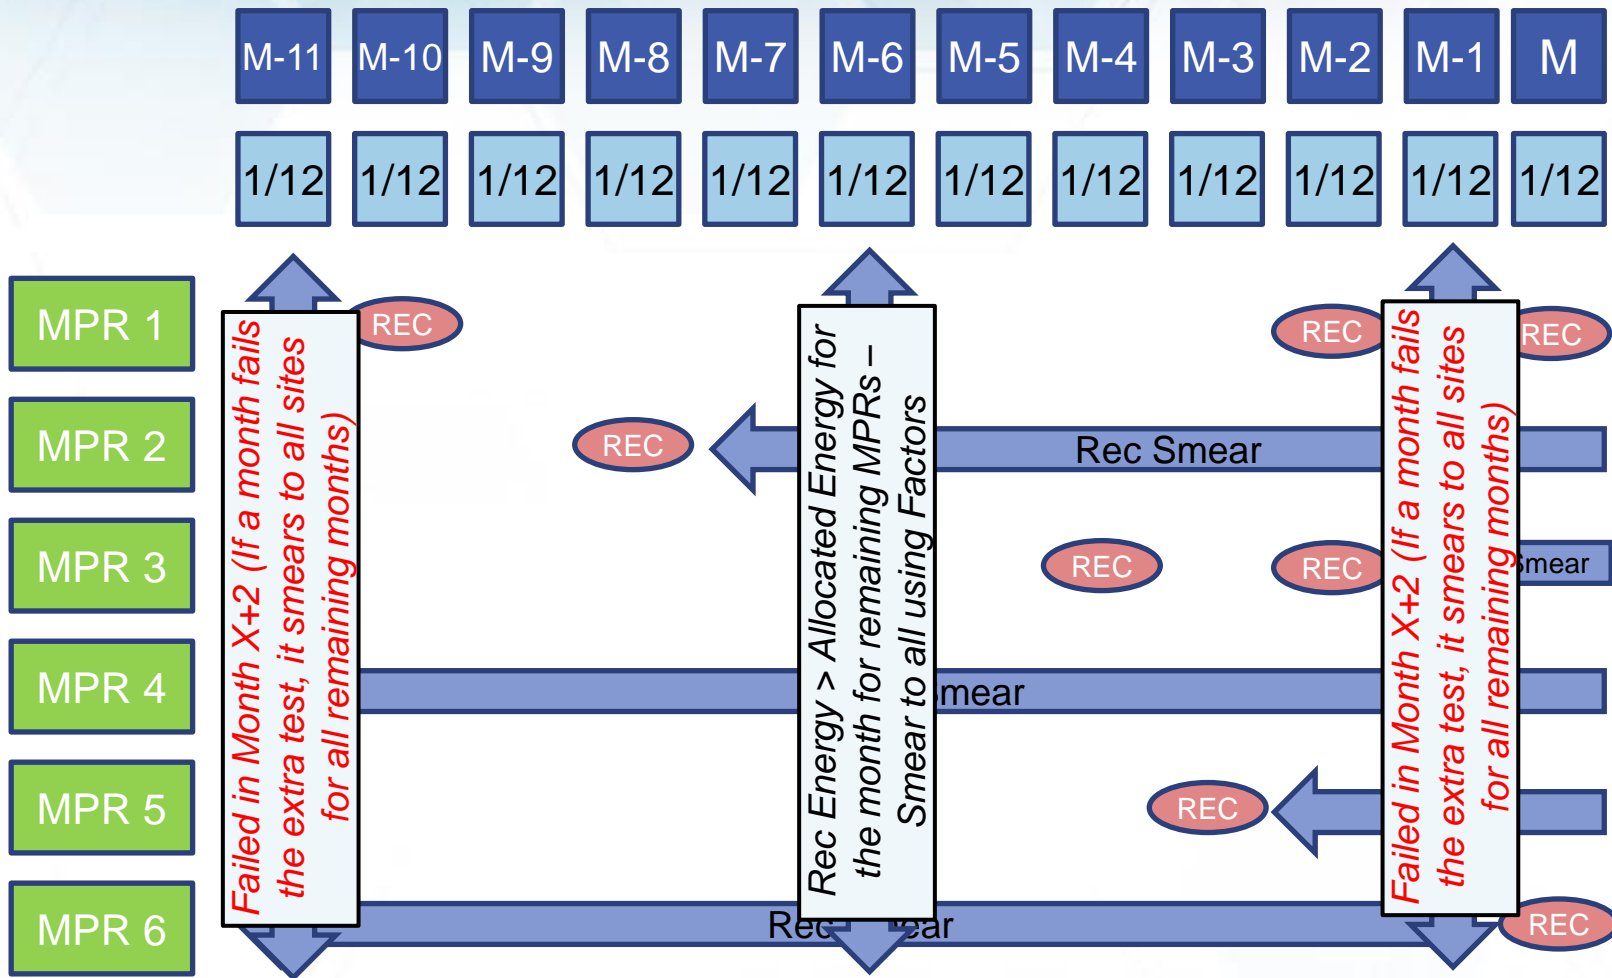 M-11 M-10 M-9 M-8 M-7 M-6 M-5 M-4 M-3 M-2 M-1 M
1/12 1/12 1/12 1/12 1/12 1/12 1/12 1/12 1/12 1/12 1/12 1/12
MPR 1
REC
REC
REC
MPR 2
REC
Rec Smear
MPR 3
REC
REC
MPR 4
MPR 5
REC
MPR 6
REC
Failed in Month X+2 (If a month fails
the extra test, it smears to all sites
for all remaining months)
Rec Energy > Allocated Energy for
the month for remaining MPRs –
Smear to all using Factors
Failed in Month X+2 (If a month fails
the extra test, it smears to all sites
for all remaining months)